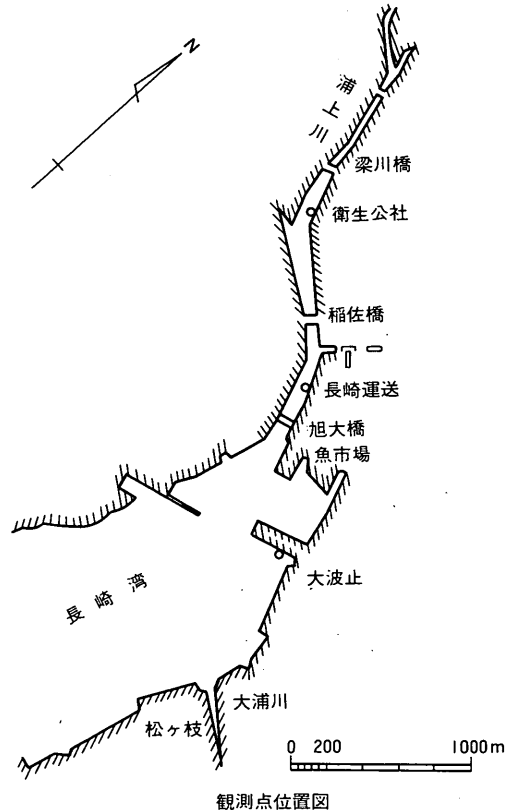 N
浦上川
梁川橋
衛生公社
稲佐橋
長崎運送
旭大橋
魚市場
大波止
長崎湾
大浦川
松ヶ枝
0 200 1000m
観測点位置図